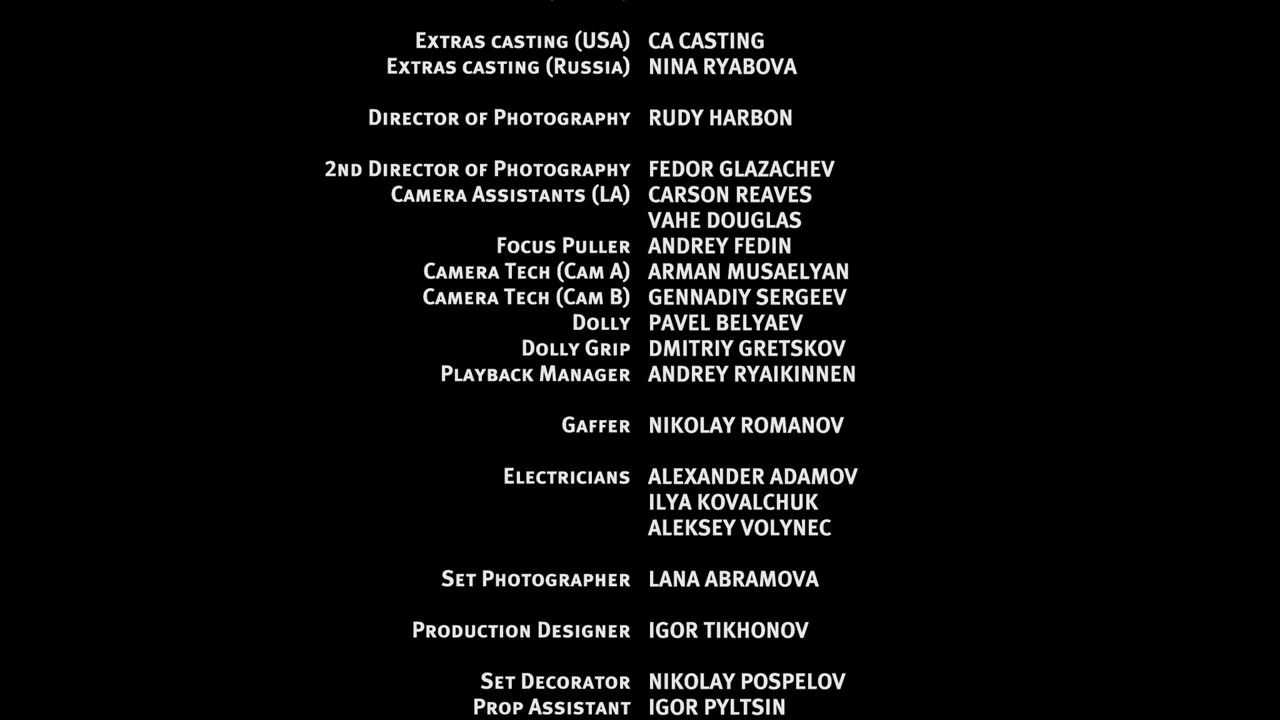 Extras casting (USA) CA CASTING
Extras casting (Russia) NINA RYABOVA
Director of Photography RUDY HARBON
2nd Director of Photography FEDOR GLAZACHEV
Camera Assistants (LA) CARSON REAVES
VAHE DOUGLAS
Focus Puller ANDREY FEDIN
Camera Tech (Cam A) ARMAN MUSAELYAN
Camera Tech (Cam B) GENNADIY SERGEEV
Dolly PAVEL BELYAEV
Dolly Grip DMITRIY GRETSKOV
Playback Manager ANDREY RYAIKINNEN
Gaffer NIKOLAY ROMANOV
Electricians ALEXANDER ADAMOV
ILYA KOVALCHUK
ALEKSEY VOLYNEC
Set Photographer LANA ABRAMOVA
Production Designer IGOR TIKHONOV
Set Decorator NIKOLAY POSPELOV
Prop Assistant IGOR PYLTSIN